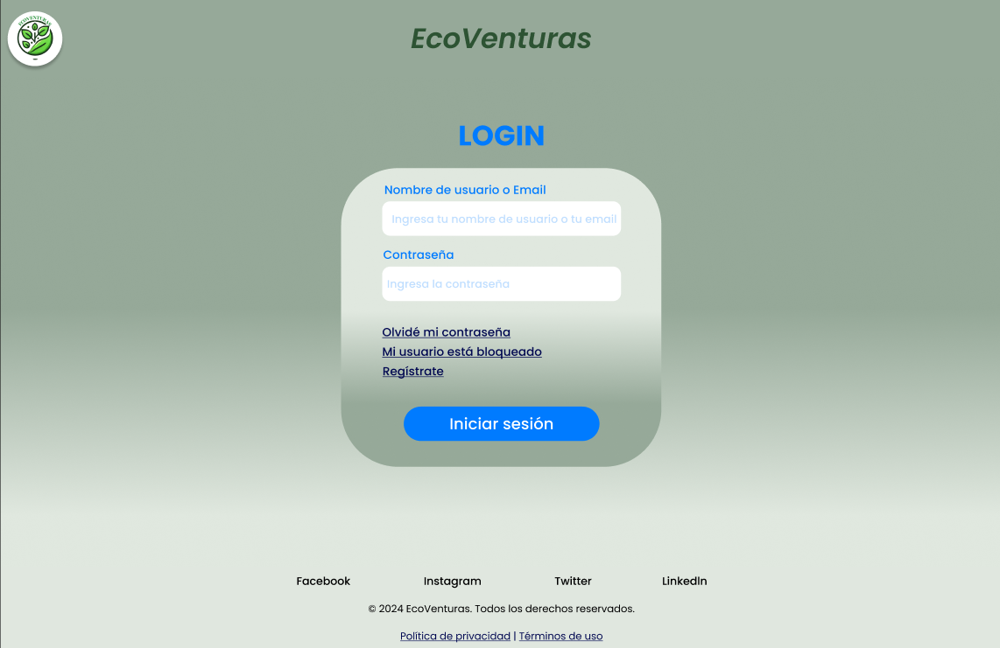 ECOVENTURAS
EcoVenturas
LOGIN
Nombre de usuario o Email
Ingresa tu nombre de usuario o tu email
Contraseña
Ingresa la contraseña
Olvidé mi contraseña
Mi usuario está bloqueado
Regístrate
Iniciar sesión
Facebook Instagram Twitter LinkedIn
© 2024 EcoVenturas. Todos los derechos reservados.
Política de privacidad | Términos de uso